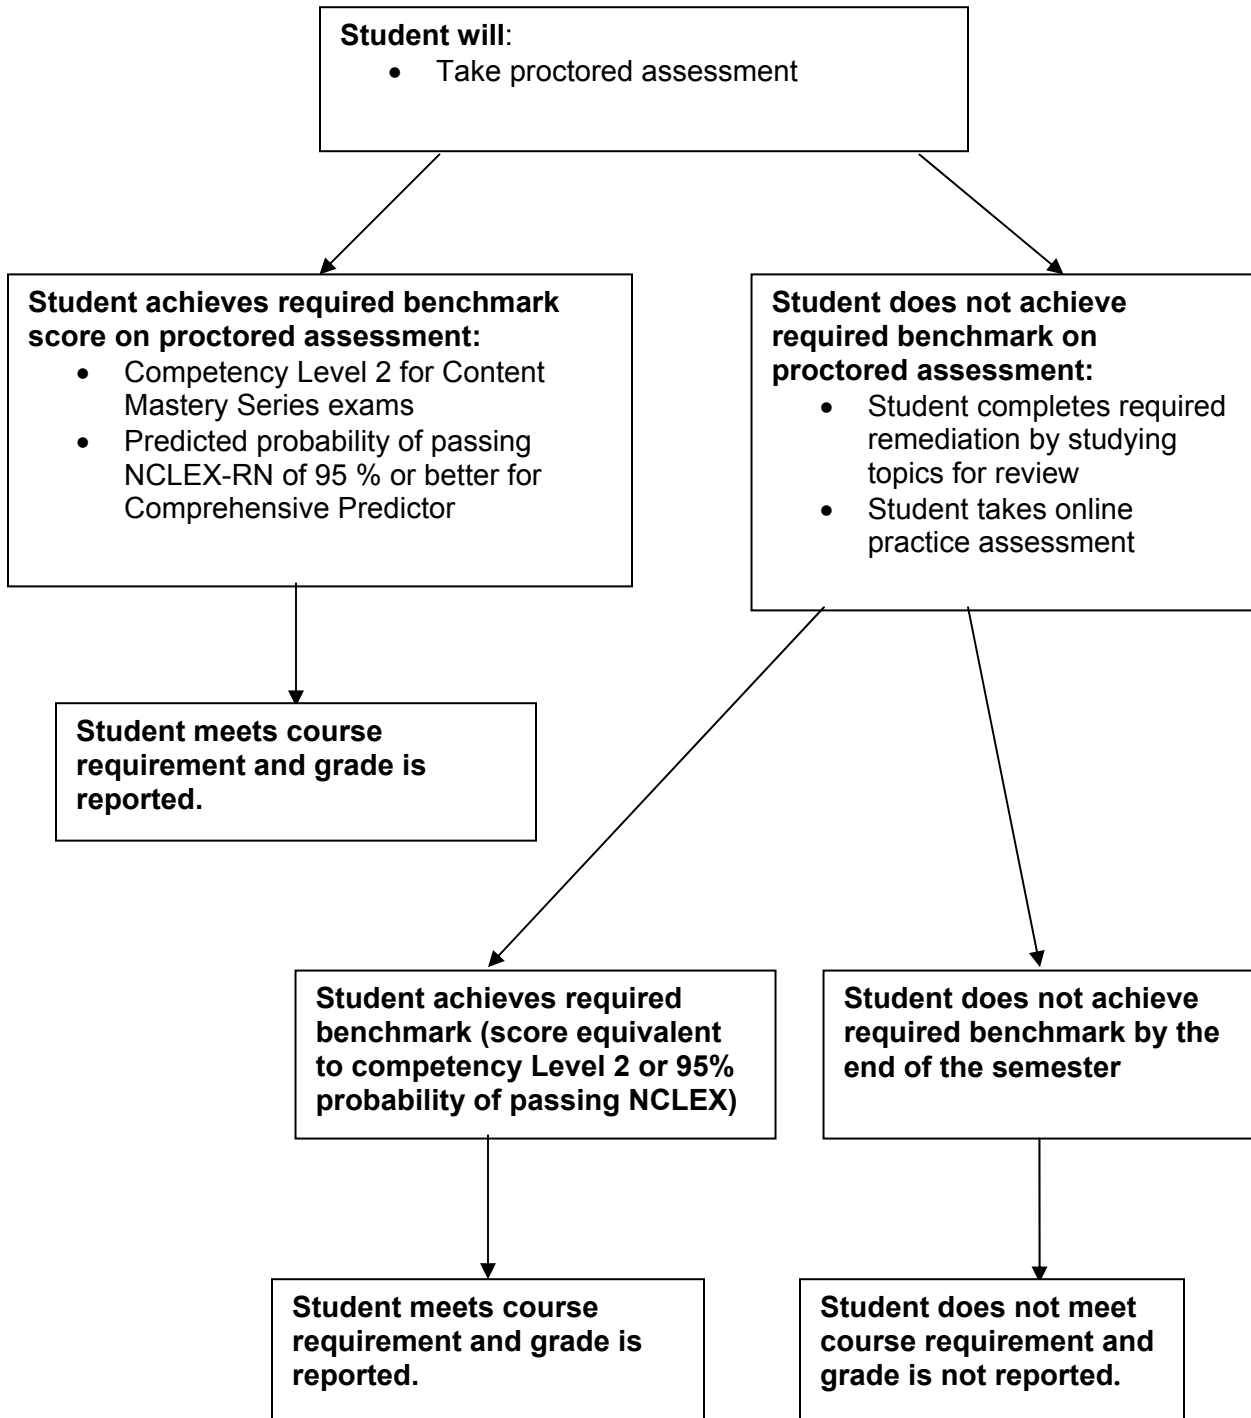 Student will:
• Take proctored assessment
Student achieves required benchmark
score on proctored assessment:
• Competency Level 2 for Content
Mastery Series exams
• Predicted probability of passing
NCLEX-RN of 95 % or better for
Comprehensive Predictor
Student does not achieve
required benchmark on
proctored assessment:
• Student completes required
remediation by studying
topics for review
• Student takes online
practice assessment
Student meets course
requirement and grade is
reported.
Student achieves required
benchmark (score equivalent
to competency Level 2 or 95%
probability of passing NCLEX)
Student does not achieve
required benchmark by the
end of the semester
Student meets course
requirement and grade is
reported.
Student does not meet
course requirement and
grade is not reported.